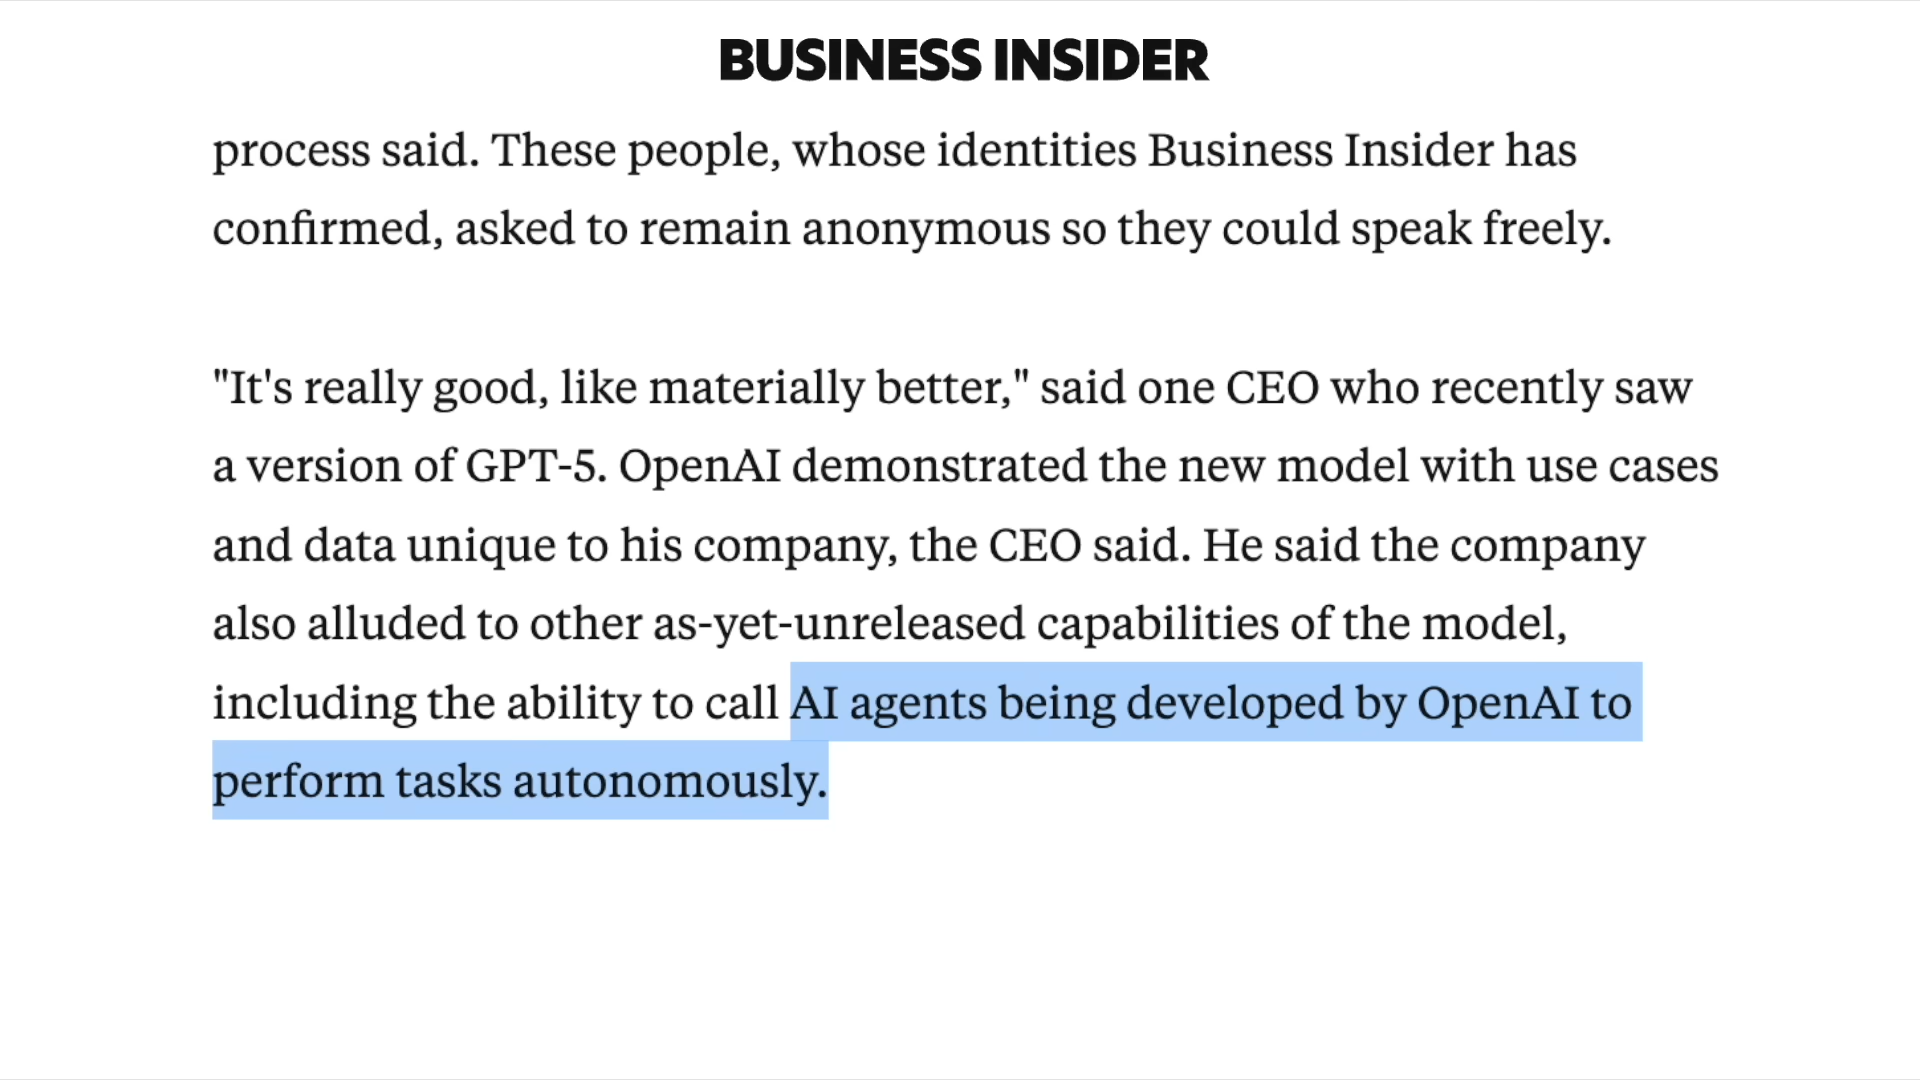 BUSINESS INSIDER
process said. These people, whose identities Business Insider has
confirmed, asked to remain anonymous so they could speak freely.
"It's really good, like materially better," said one CEO who recently saw
a version of GPT-5. OpenAI demonstrated the new model with use cases
and data unique to his company, the CEO said. He said the company
also alluded to other as-yet-unreleased capabilities of the model,
including the ability to call AI agents being developed by OpenAI to
perform tasks autonomously.